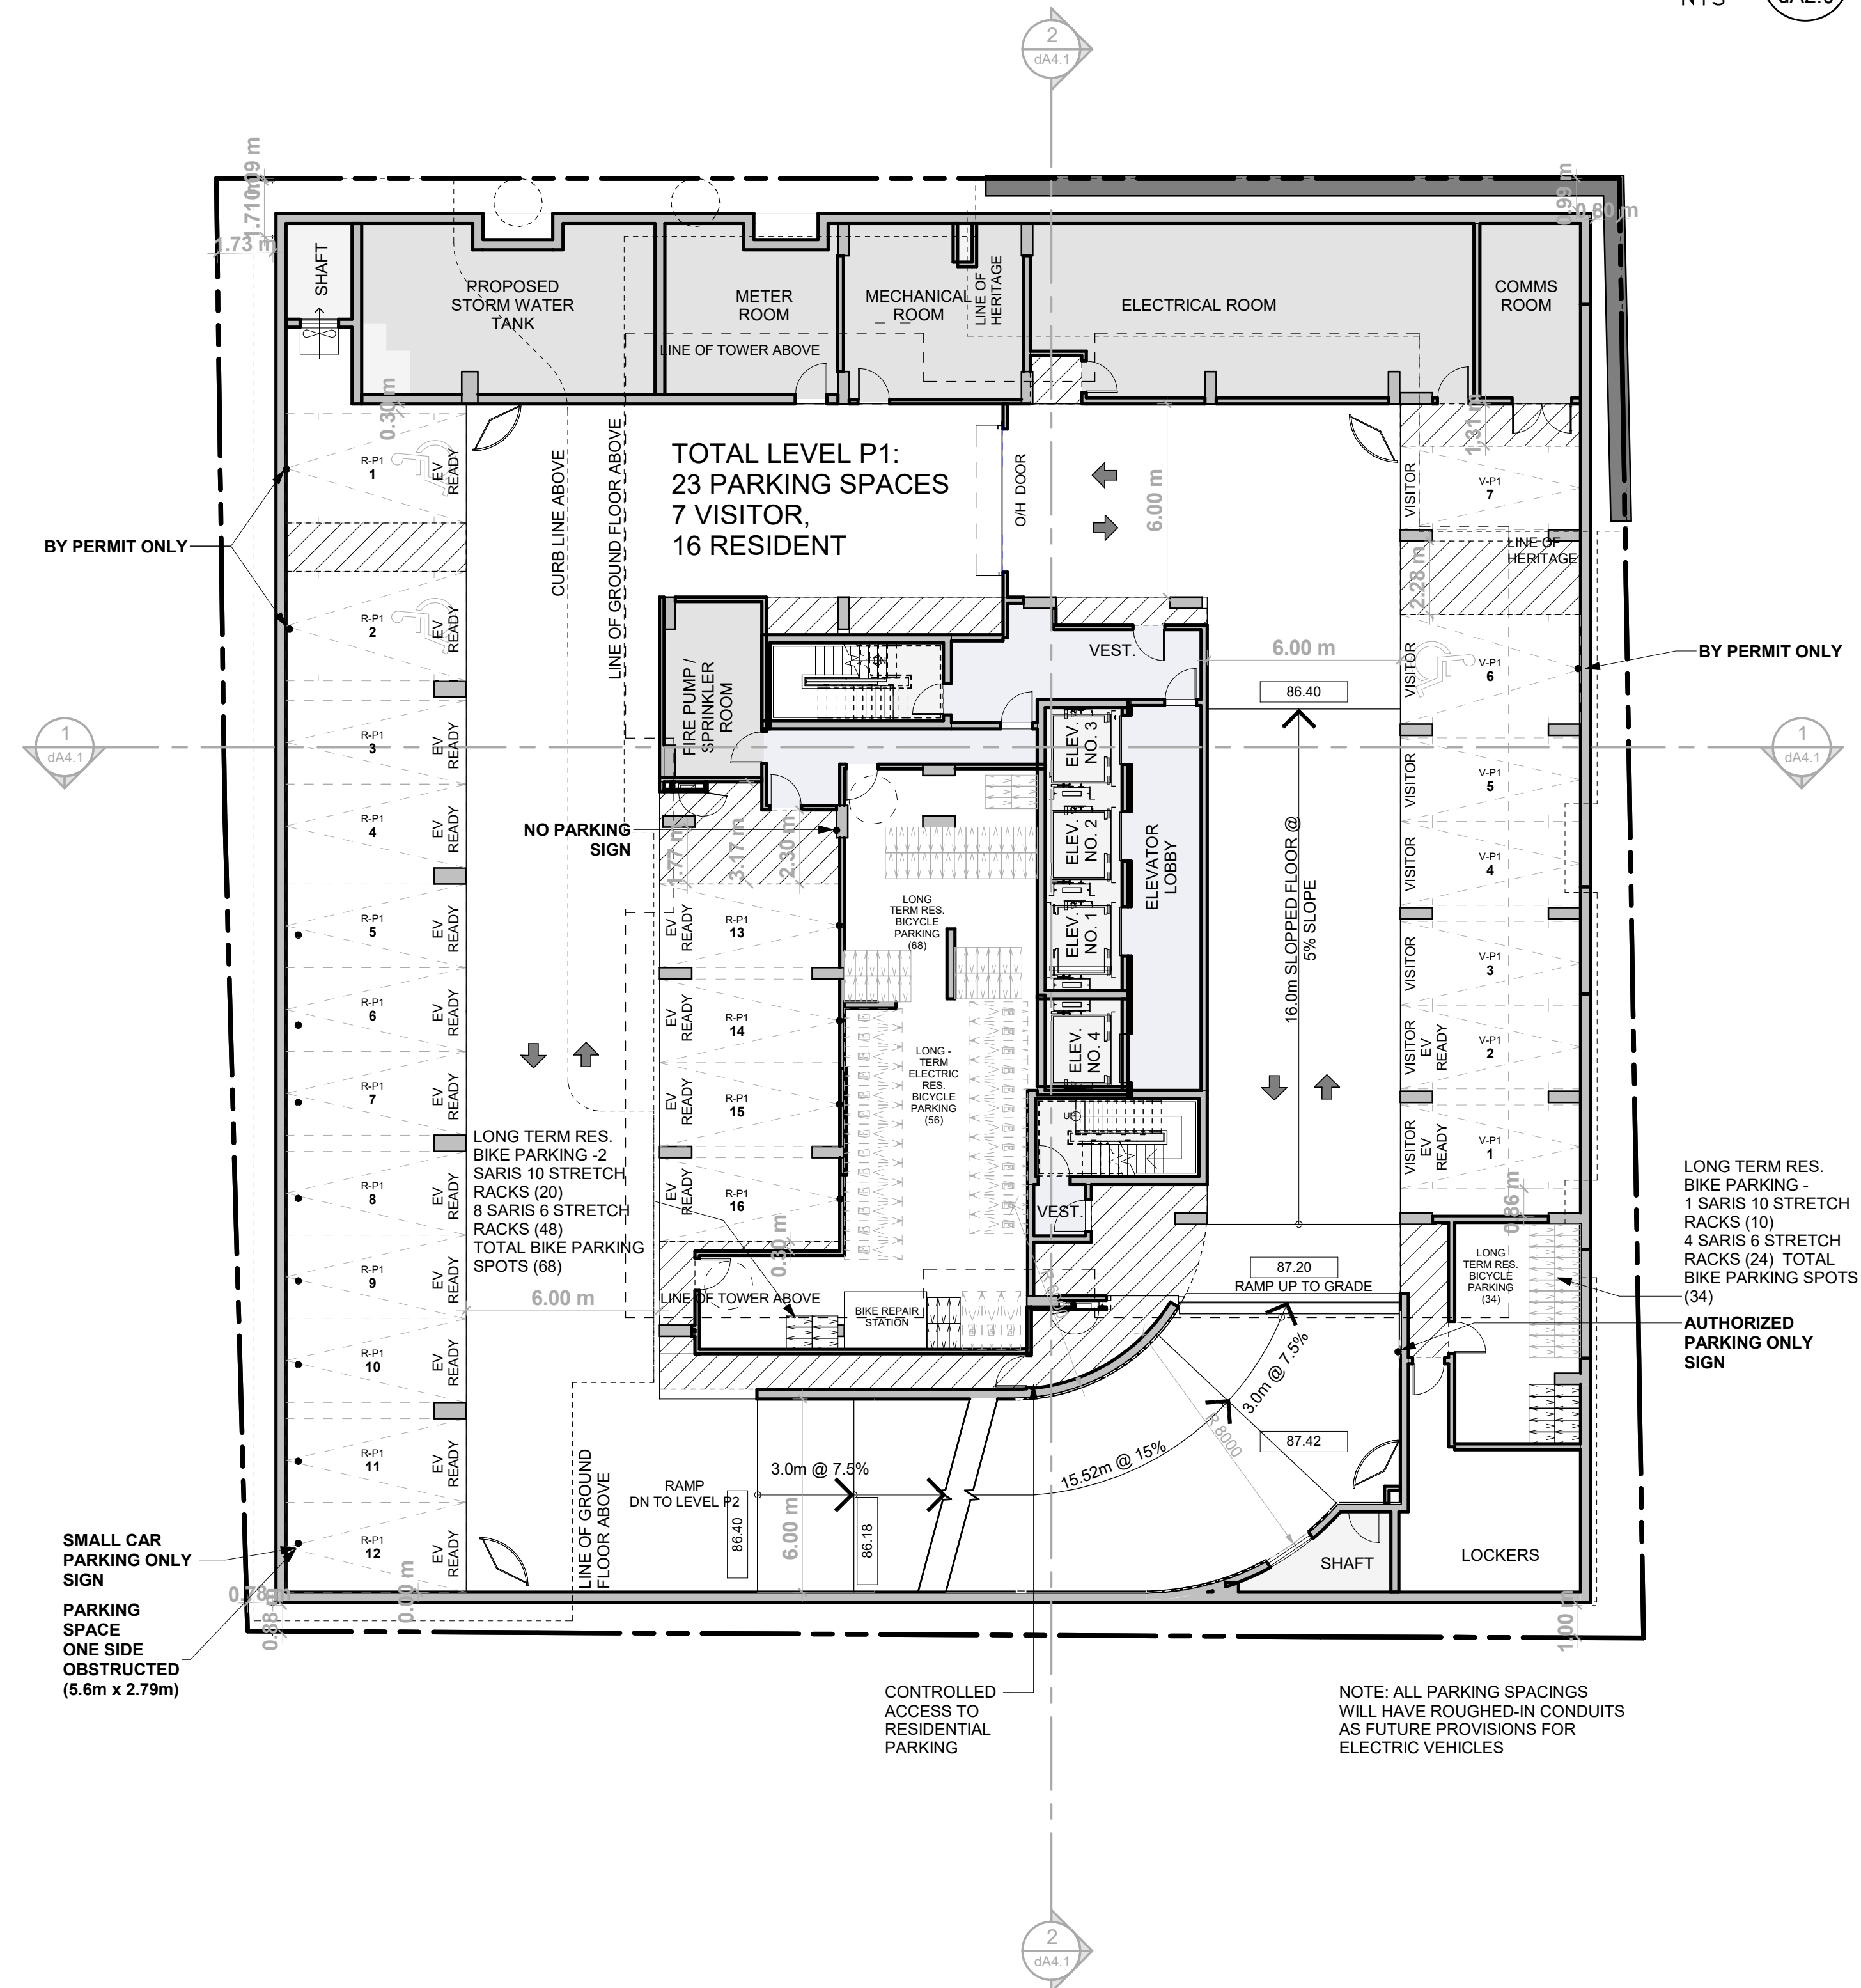 NTS
2
dA4.1
1.73 m
0.80 m
SHAFT
PROPOSED
STORM WATER
TANK
METER
ROOM
MECHANICAL
ROOM
LINE OF
HERITAGE
ELECTRICAL ROOM
COMMS
ROOM
LINE OF TOWER ABOVE
0.30 m
1.31 m
TOTAL LEVEL P1:
23 PARKING SPACES
7 VISITOR,
16 RESIDENT
O/H DOOR
6.00 m
CURB LINE ABOVE
LINE OF GROUND FLOOR ABOVE
BY PERMIT ONLY
R-P1
1
EV
READY
R-P1
2
EV
READY
R-P1
3
EV
READY
R-P1
4
EV
READY
R-P1
5
EV
READY
R-P1
6
EV
READY
R-P1
7
EV
READY
R-P1
8
EV
READY
R-P1
9
EV
READY
R-P1
10
EV
READY
R-P1
11
EV
READY
R-P1
12
EV
READY
VISITOR
V-P1
7
LINE OF
HERITAGE
2.28 m
VISITOR
V-P1
6
BY PERMIT ONLY
VISITOR
V-P1
5
VISITOR
V-P1
4
VISITOR
V-P1
3
VISITOR
EV
READY
V-P1
2
VISITOR
EV
READY
V-P1
1
0.86 m
FIRE PUMP/
SPRINKLER
ROOM
VEST.
6.00 m
86.40
1
dA4.1
1
dA4.1
ELEV.
NO. 3
ELEV.
NO. 2
ELEV.
NO. 1
ELEV.
NO. 4
ELEVATOR
LOBBY
16.0m SLOPPED FLOOR @
5% SLOPE
NO PARKING
SIGN
1.77 m
3.17 m
2.30 m
EV
READY
R-P1
13
EV
READY
R-P1
14
EV
READY
R-P1
15
EV
READY
R-P1
16
LONG
TERM RES.
BICYCLE
PARKING
(68)
LONG -
TERM
ELECTRIC
RES.
BICYCLE
PARKING
(56)
LONG TERM RES.
BIKE PARKING -2
SARIS 10 STRETCH
RACKS (20)
8 SARIS 6 STRETCH
RACKS (48)
TOTAL BIKE PARKING
SPOTS (68)
VEST.
0.30 m
6.00 m
LINE OF TOWER ABOVE
BIKE REPAIR
STATION
87.20
RAMP UP TO GRADE
LONG
TERM RES.
BICYCLE
PARKING
(34)
LONG TERM RES.
BIKE PARKING -
1 SARIS 10 STRETCH
RACKS (10)
4 SARIS 6 STRETCH
RACKS (24) TOTAL
BIKE PARKING SPOTS
(34)
AUTHORIZED
PARKING ONLY
SIGN
3.0m @ 7.5%
R 8000
87.42
15.52m @ 15%
3.0m @ 7.5%
RAMP
DN TO LEVEL P2
86.40
6.00 m
86.18
LINE OF GROUND
FLOOR ABOVE
SHAFT
LOCKERS
SMALL CAR
PARKING ONLY
SIGN
PARKING
SPACE
ONE SIDE
OBSTRUCTED
(5.6m x 2.79m)
0.00 m
1.00 m
CONTROLLED
ACCESS TO
RESIDENTIAL
PARKING
NOTE: ALL PARKING SPACINGS
WILL HAVE ROUGHED-IN CONDUITS
AS FUTURE PROVISIONS FOR
ELECTRIC VEHICLES
2
dA4.1